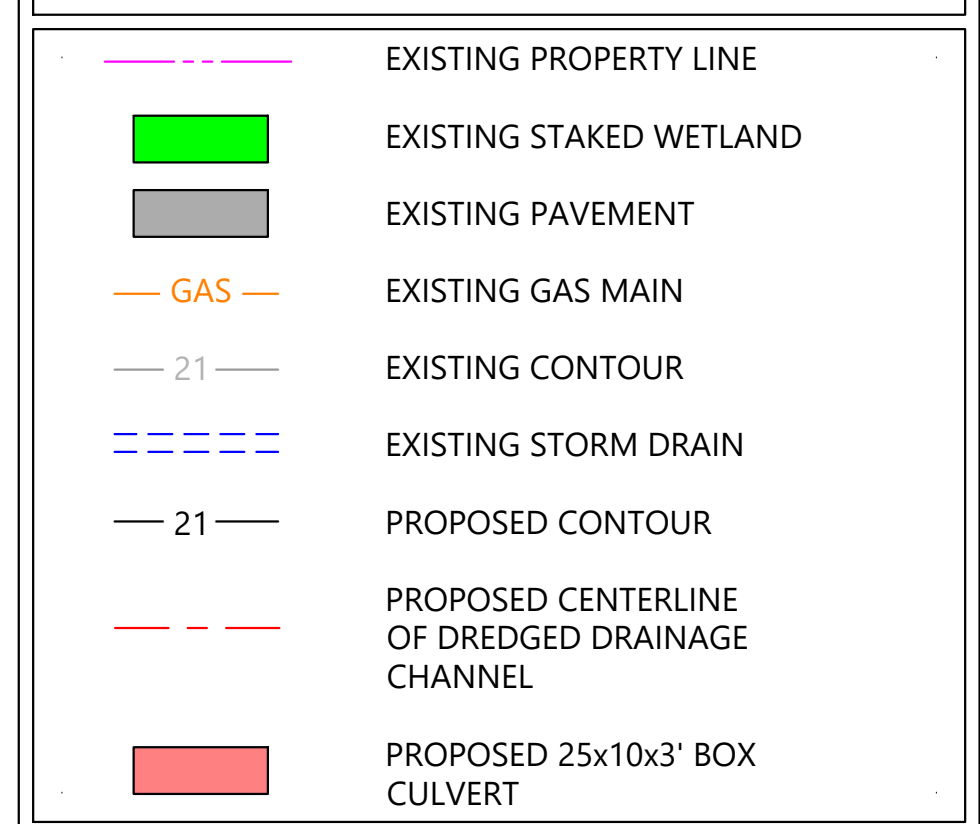 EXISTING PROPERTY LINE
EXISTING STAKED WETLAND
EXISTING PAVEMENT
GAS EXISTING GAS MAIN
21 EXISTING CONTOUR
EXISTING STORM DRAIN
21 PROPOSED CONTOUR
PROPOSED CENTERLINE
OF DREDGED DRAINAGE
CHANNEL
PROPOSED 25x10x3' BOX
CULVERT